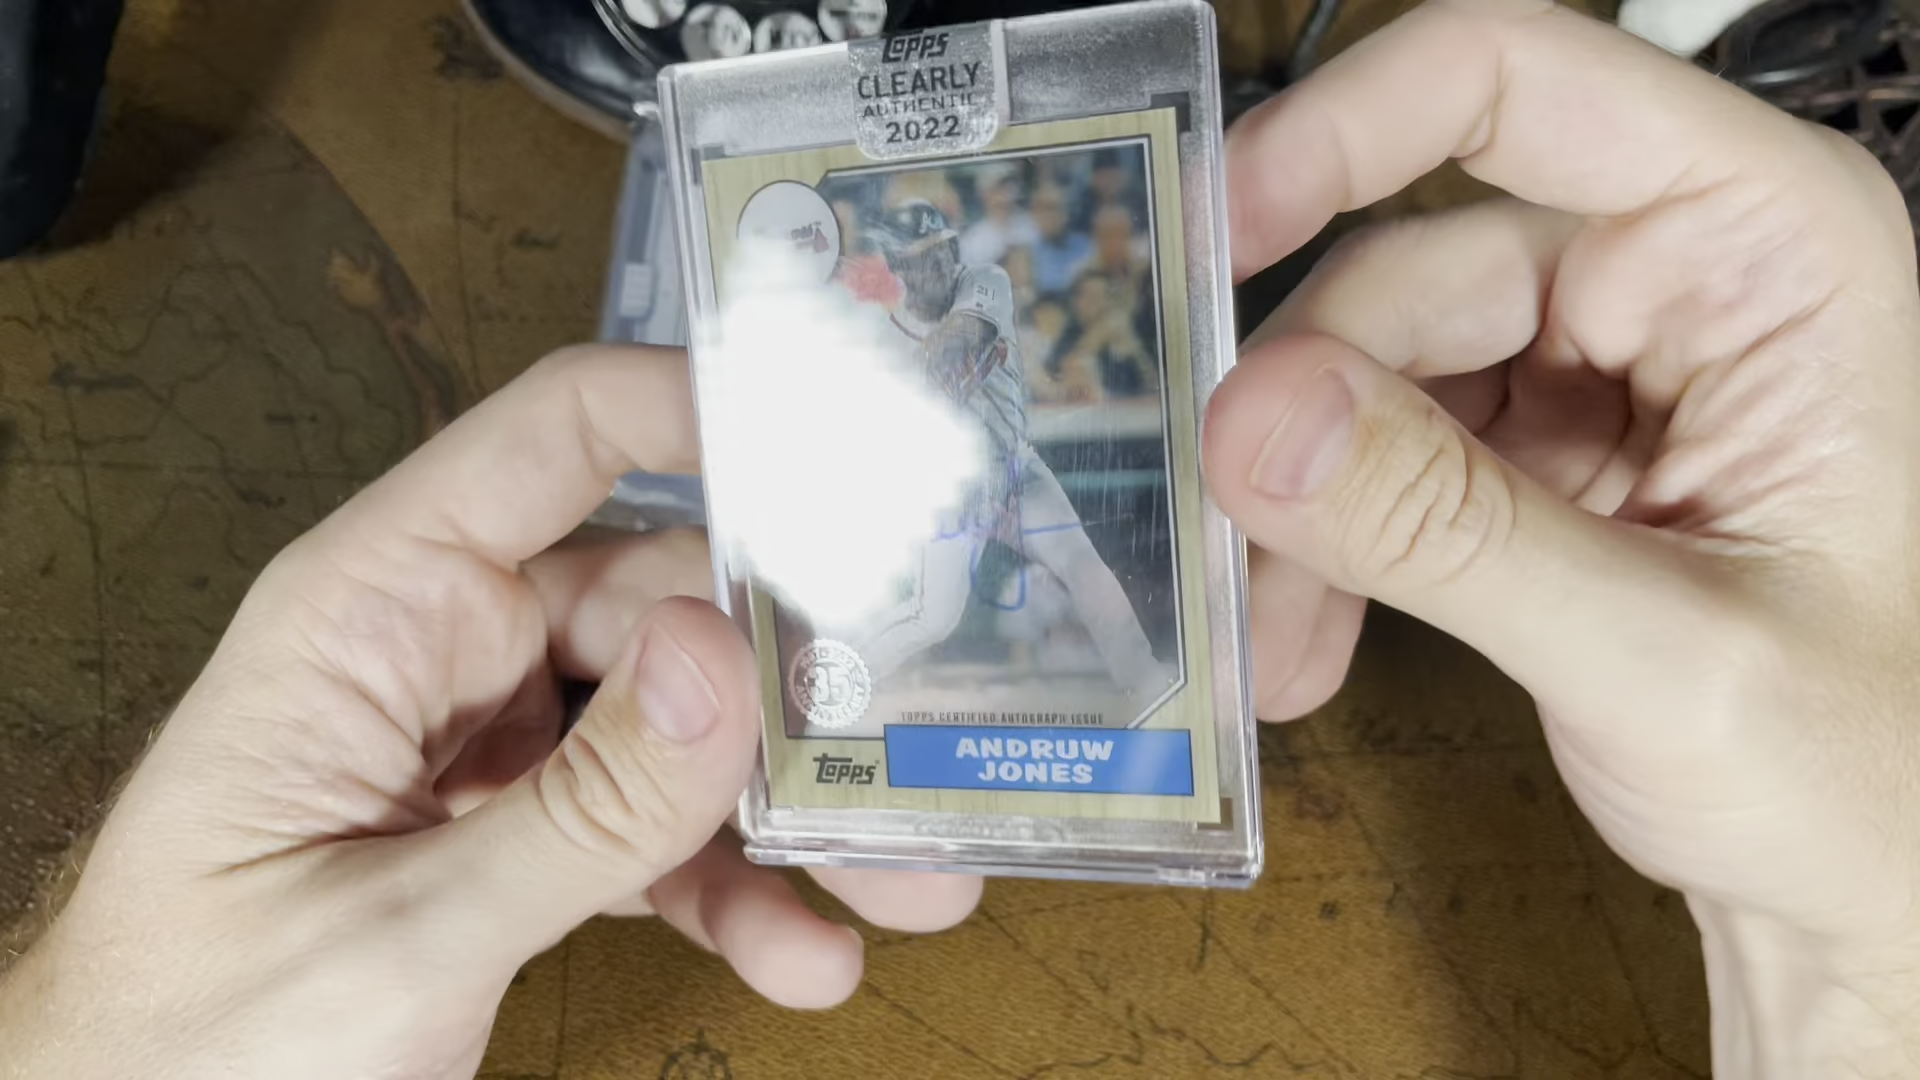 Topps
CLEARLY
AUTHENTIC
2022
35
TOPPS CERTIFIED AUTOGRAPH ISSUE
Topps
ANDRUW
JONES